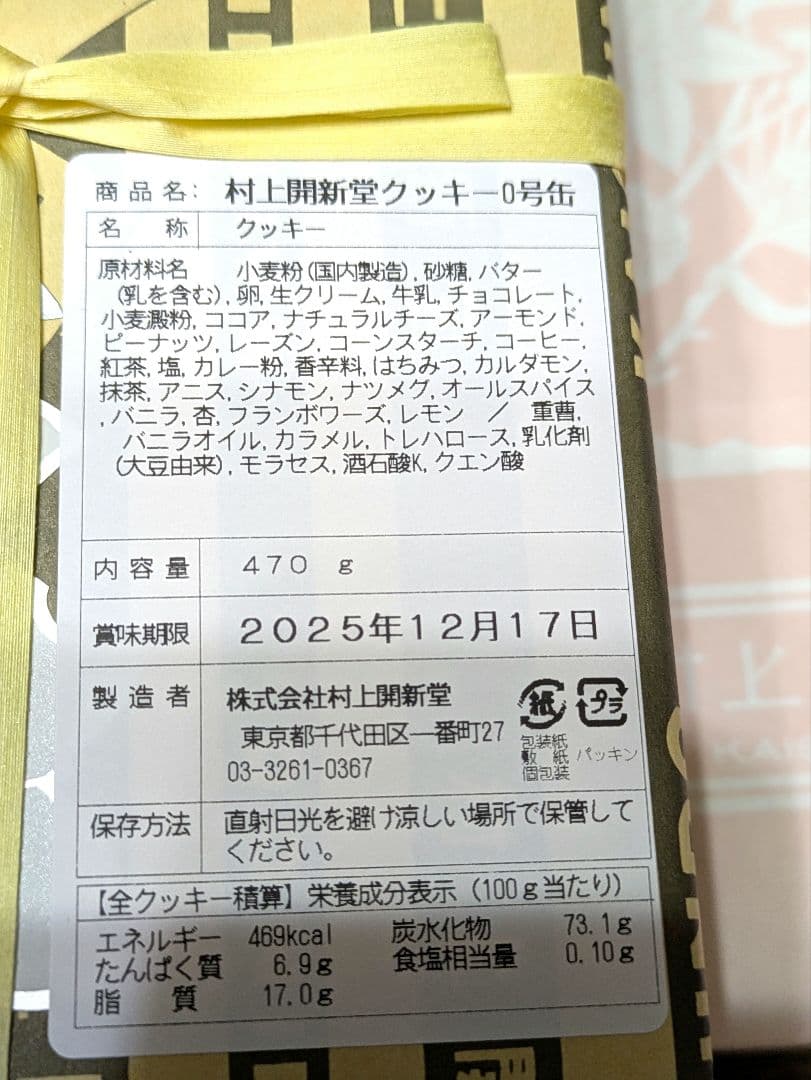 商品名: 村上開新堂クッキー0号缶
名称 クッキー
原材料名 小麦粉(国内製造),砂糖,バター
(乳を含む),卵,生クリーム,牛乳,チョコレート,
小麦澱粉,ココア,ナチュラルチーズ,アーモンド,
ピーナッツ,レーズン,コーンスターチ,コーヒー,
紅茶,塩,カレー粉,香辛料,はちみつ,カルダモン,
抹茶,アニス,シナモン,ナツメグ,オールスパイス
,バニラ,杏,フランボワーズ,レモン / 重曹,
バニラオイル,カラメル,トレハロース,乳化剤
(大豆由来),モラセス,酒石酸K,クエン酸
内容量 470 g
賞味期限 2025年12月17日
製造者 株式会社村上開新堂
東京都千代田区一番町27
03-3261-0367
紙 プラ
包装紙
敷紙 パッキン
個包装
保存方法 直射日光を避け涼しい場所で保管して
ください。
【全クッキー積算】栄養成分表示(100g当たり)
エネルギー 469kcal 炭水化物 73.1g
たんぱく質 6.9g 食塩相当量 0.10g
脂質 17.0g